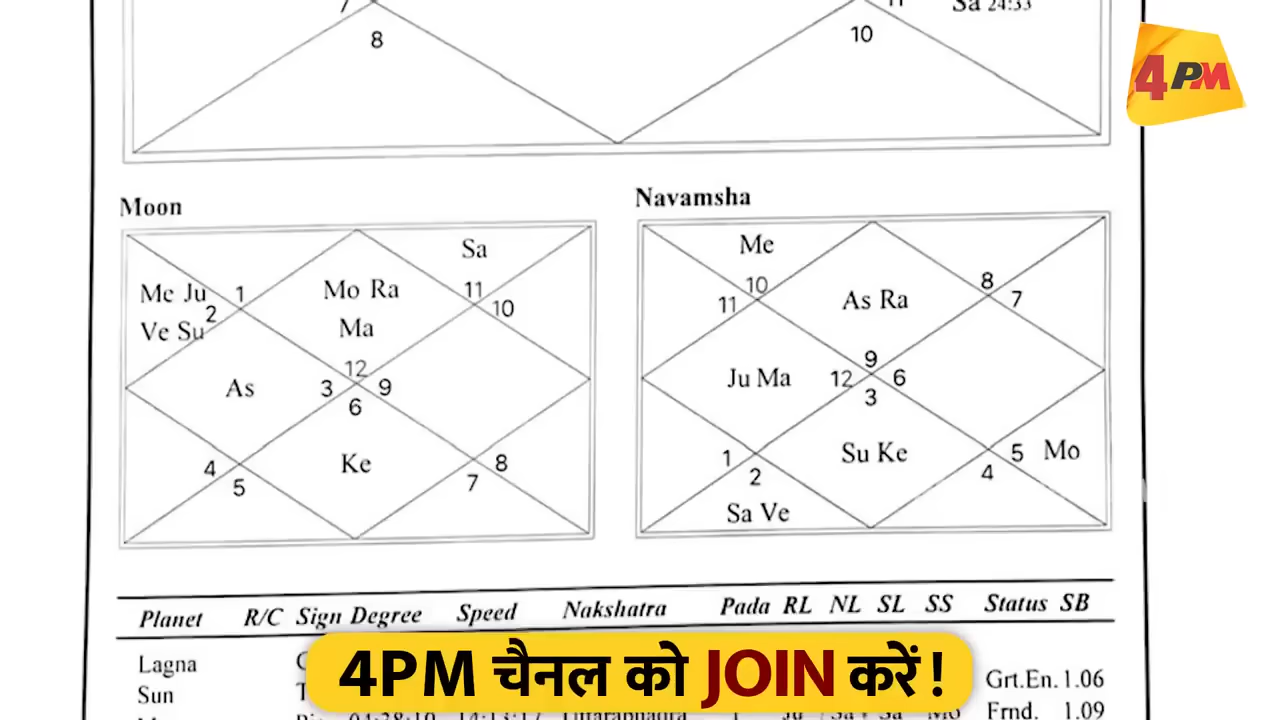 7
8
11
Sa 24:33
10
4PM
Moon
Navamsha
Sa
Me Ju
1
Mo Ra
11
10
2
Ve Su
Ma
12
As
3
9
6
4
Ke
8
5
7
Me
10
8
11
As Ra
7
9
Ju Ma
12
6
3
1
Su Ke
5 Mo
2
4
Sa Ve
Planet R/C Sign Degree Speed Nakshatra Pada RL NL SL SS Status SB
Lagna
Sun
Grt.En. 1.06
Frnd. 1.09
4PM चैनल को JOIN करें!